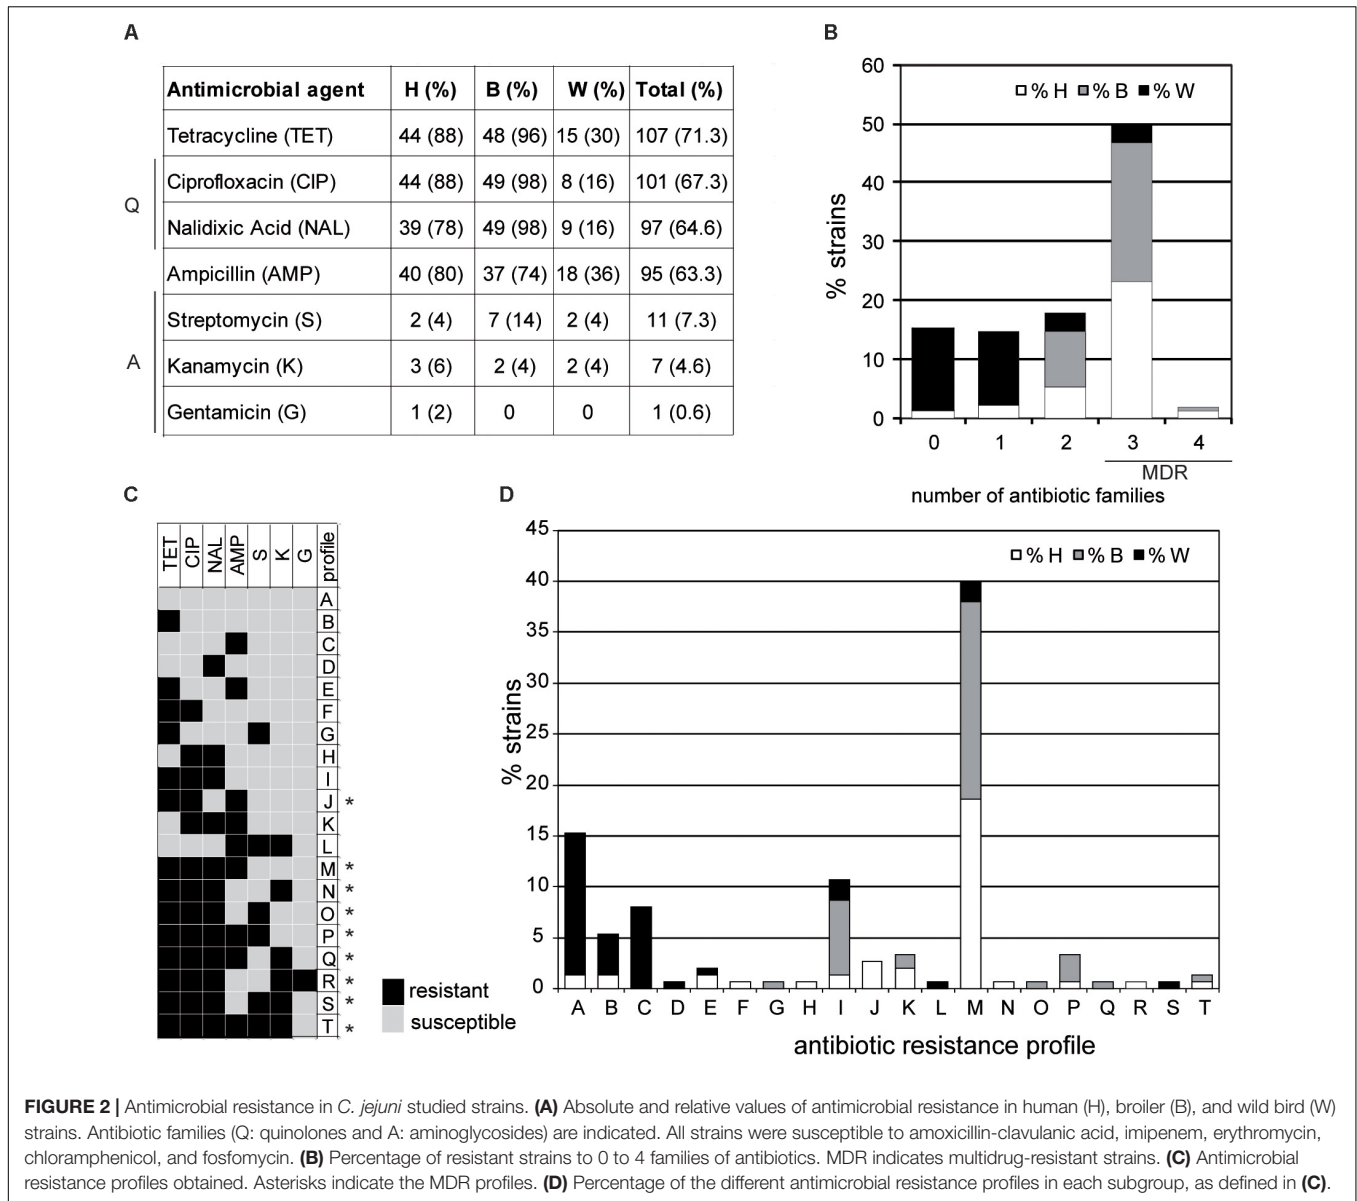 A
Antimicrobial agent H (%) B (%) W (%) Total (%)
Tetracycline (TET) 44 (88) 48 (96) 15 (30) 107 (71.3)
Q
Ciprofloxacin (CIP) 44 (88) 49 (98) 8 (16) 101 (67.3)
Nalidixic Acid (NAL) 39 (78) 49 (98) 9 (16) 97 (64.6)
Ampicillin (AMP) 40 (80) 37 (74) 18 (36) 95 (63.3)
A
Streptomycin (S) 2 (4) 7 (14) 2 (4) 11 (7.3)
Kanamycin (K) 3 (6) 2 (4) 2 (4) 7 (4.6)
Gentamicin (G) 1 (2) 0 0 1 (0.6)
B
% H % B % W
% strains
60
50
40
30
20
10
0
0 1 2 3 4
MDR
number of antibiotic families
C
TET CIP NAL AMP S K G profile
A
B
C
D
E
F
G
H
I
J *
K
L
M *
N *
O *
P *
Q *
R *
S *
T *
resistant
susceptible
D
% H % B % W
% strains
45
40
35
30
25
20
15
10
5
0
A B C D E F G H I J K L M N O P Q R S T
antibiotic resistance profile
FIGURE 2 | Antimicrobial resistance in C. jejuni studied strains. (A) Absolute and relative values of antimicrobial resistance in human (H), broiler (B), and wild bird (W)
strains. Antibiotic families (Q: quinolones and A: aminoglycosides) are indicated. All strains were susceptible to amoxicillin-clavulanic acid, imipenem, erythromycin,
chloramphenicol, and fosfomycin. (B) Percentage of resistant strains to 0 to 4 families of antibiotics. MDR indicates multidrug-resistant strains. (C) Antimicrobial
resistance profiles obtained. Asterisks indicate the MDR profiles. (D) Percentage of the different antimicrobial resistance profiles in each subgroup, as defined in (C).